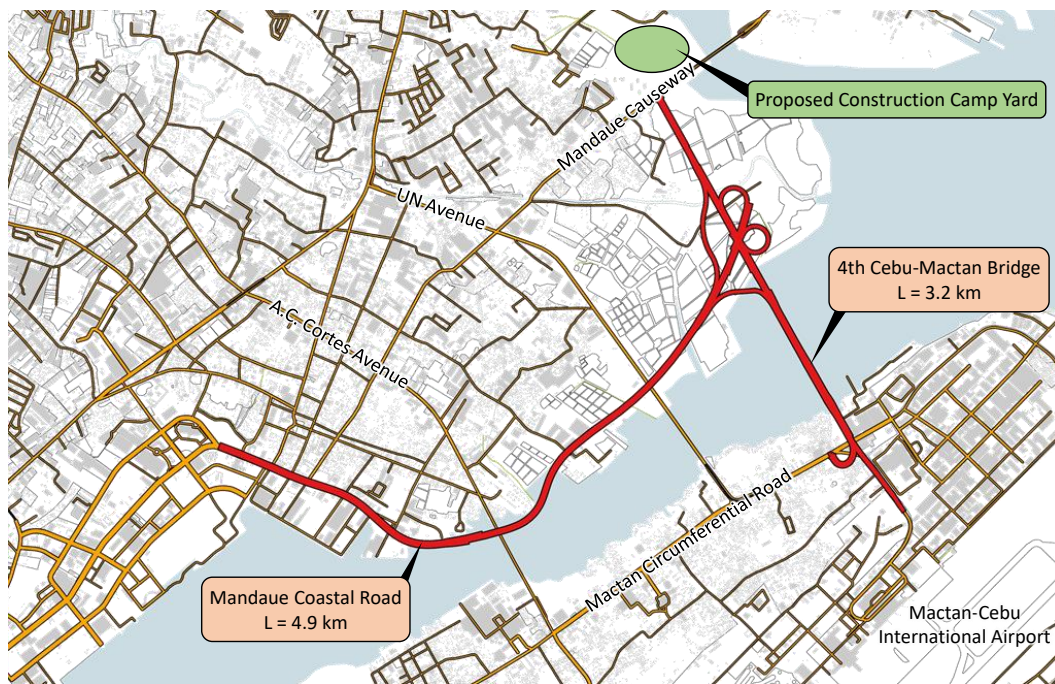 Proposed Construction Camp Yard
Mandaue Causeway
UN Avenue
4th Cebu-Mactan Bridge
L = 3.2 km
A.C. Cortes Avenue
Mactan Circumferential Road
Mandaue Coastal Road
L = 4.9 km
Mactan-Cebu
International Airport